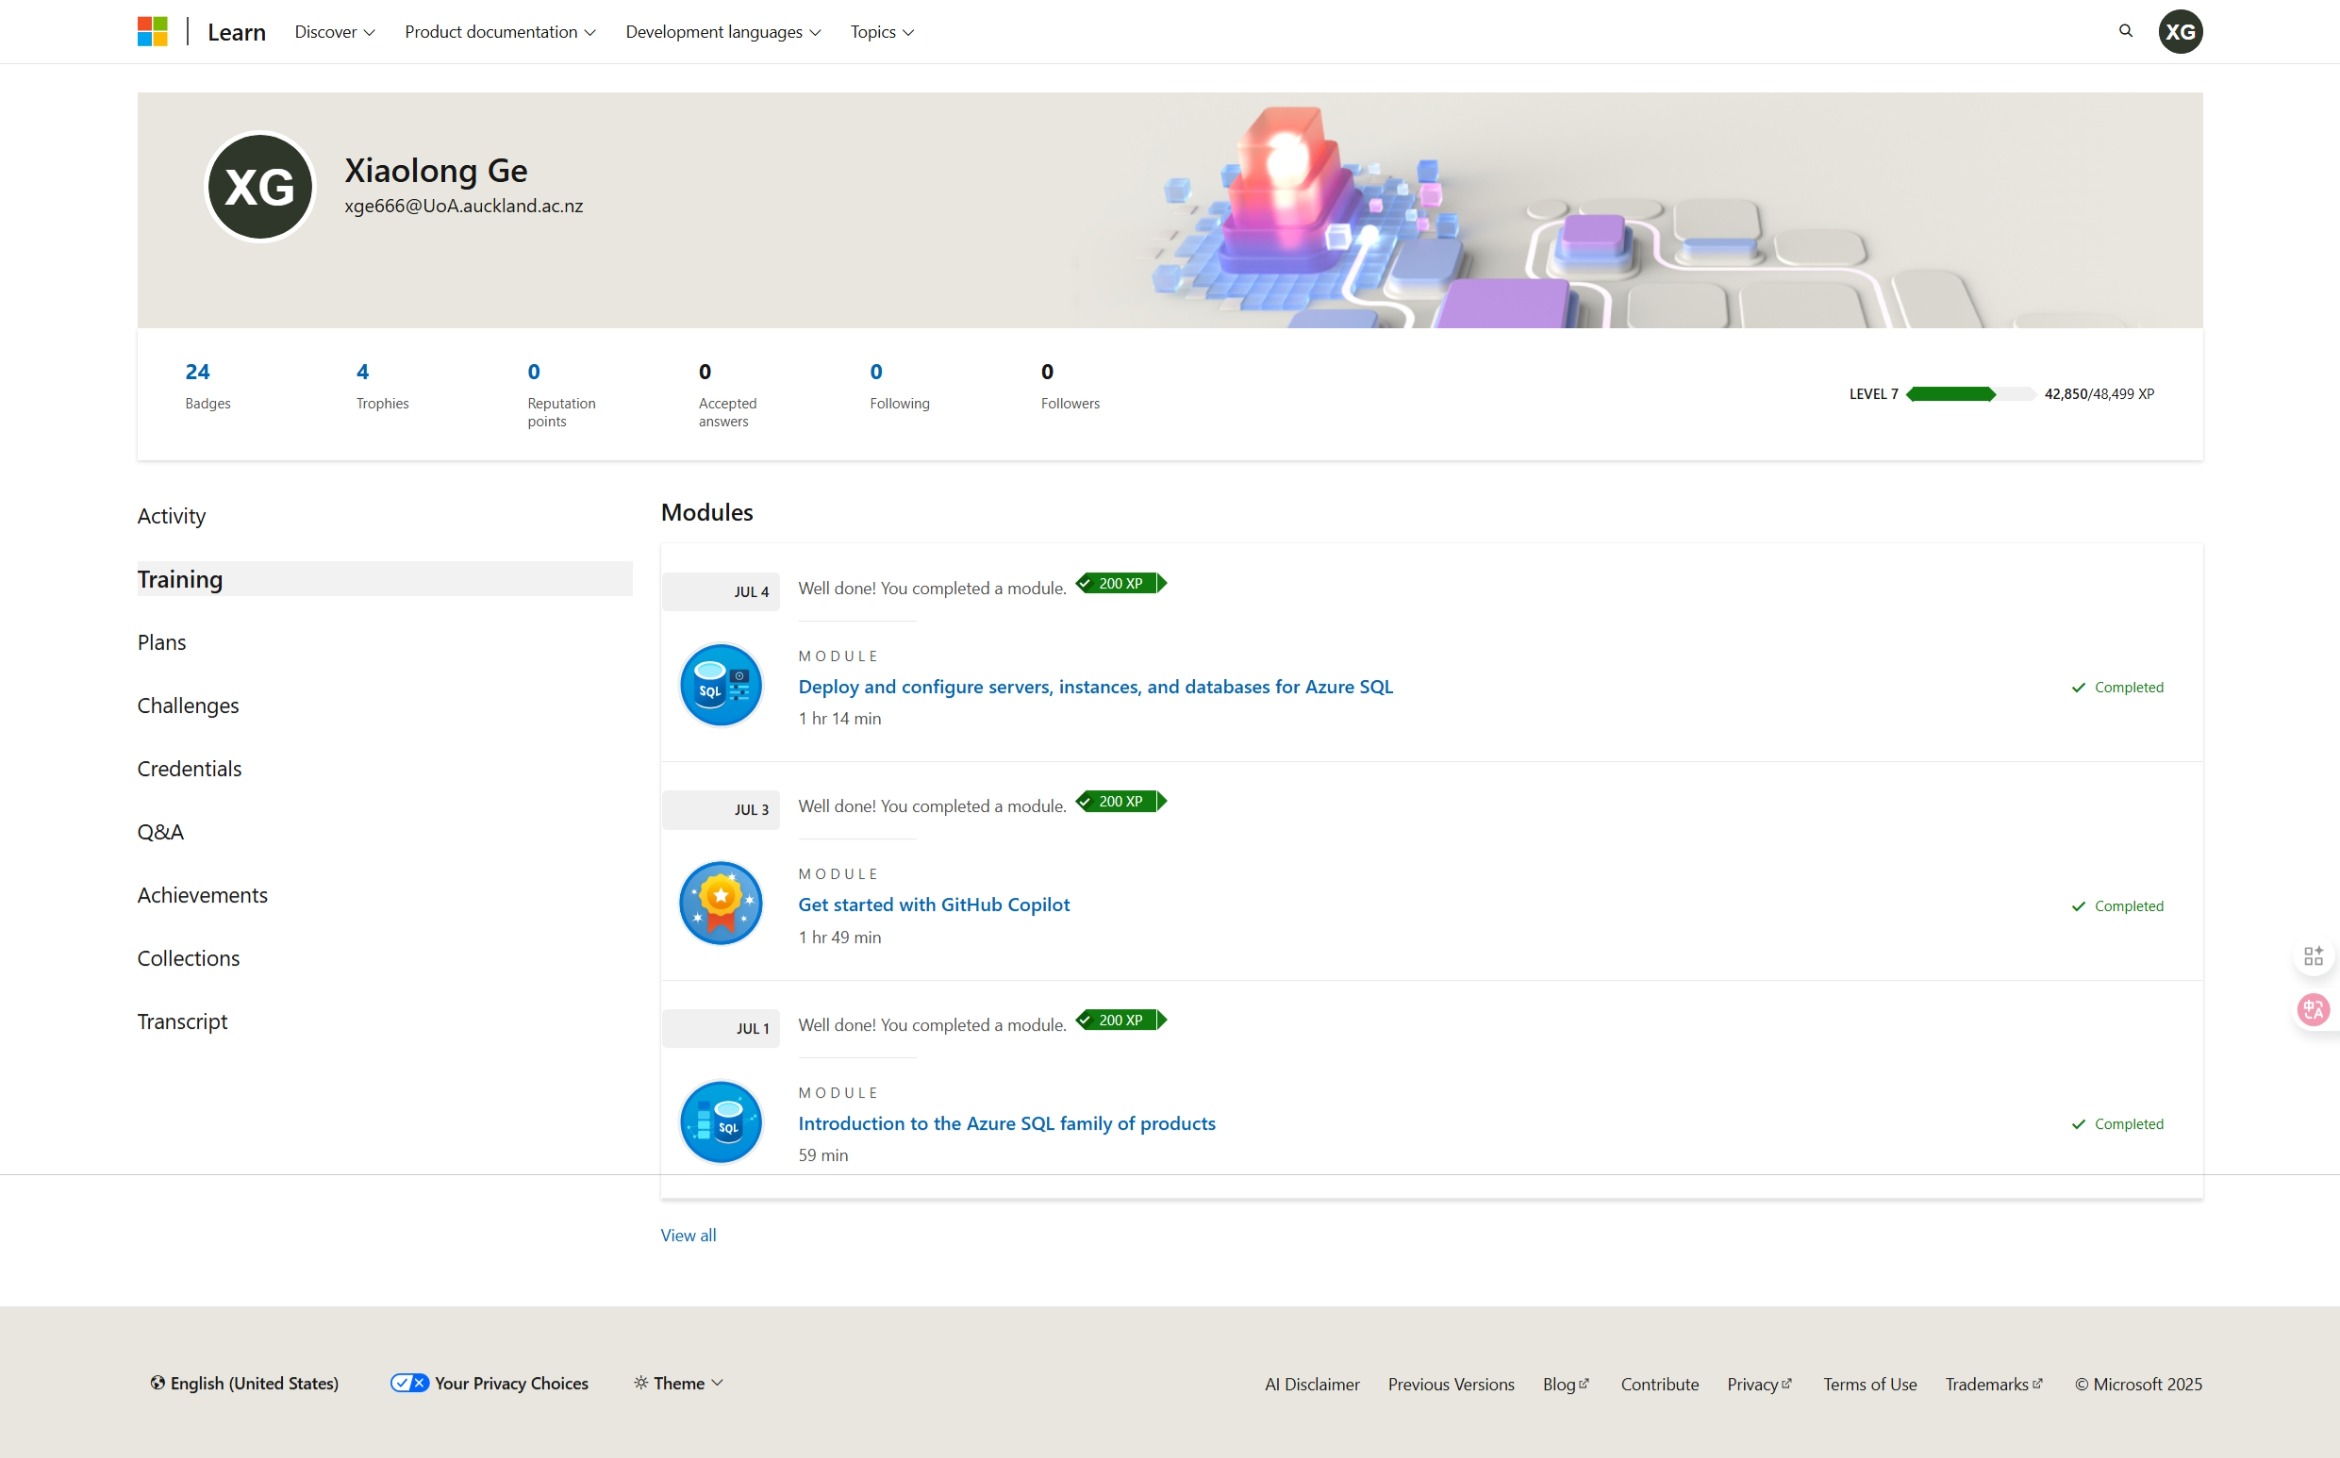 Learn
Discover
Product documentation
Development languages
Topics
XG
XG
Xiaolong Ge
xge666@UoA.auckland.ac.nz
24
Badges
4
Trophies
0
Reputation
points
0
Accepted
answers
0
Following
0
Followers
LEVEL 7
42,850/48,499 XP
Activity
Training
Plans
Challenges
Credentials
Q&A
Achievements
Collections
Transcript
Modules
JUL 4
Well done! You completed a module.
200 XP
MODULE
SQL
Deploy and configure servers, instances, and databases for Azure SQL
1 hr 14 min
Completed
JUL 3
Well done! You completed a module.
200 XP
MODULE
Get started with GitHub Copilot
1 hr 49 min
Completed
JUL 1
Well done! You completed a module.
200 XP
MODULE
SQL
Introduction to the Azure SQL family of products
59 min
Completed
View all
中A
English (United States)
Your Privacy Choices
Theme
AI Disclaimer
Previous Versions
Blog
Contribute
Privacy
Terms of Use
Trademarks
© Microsoft 2025